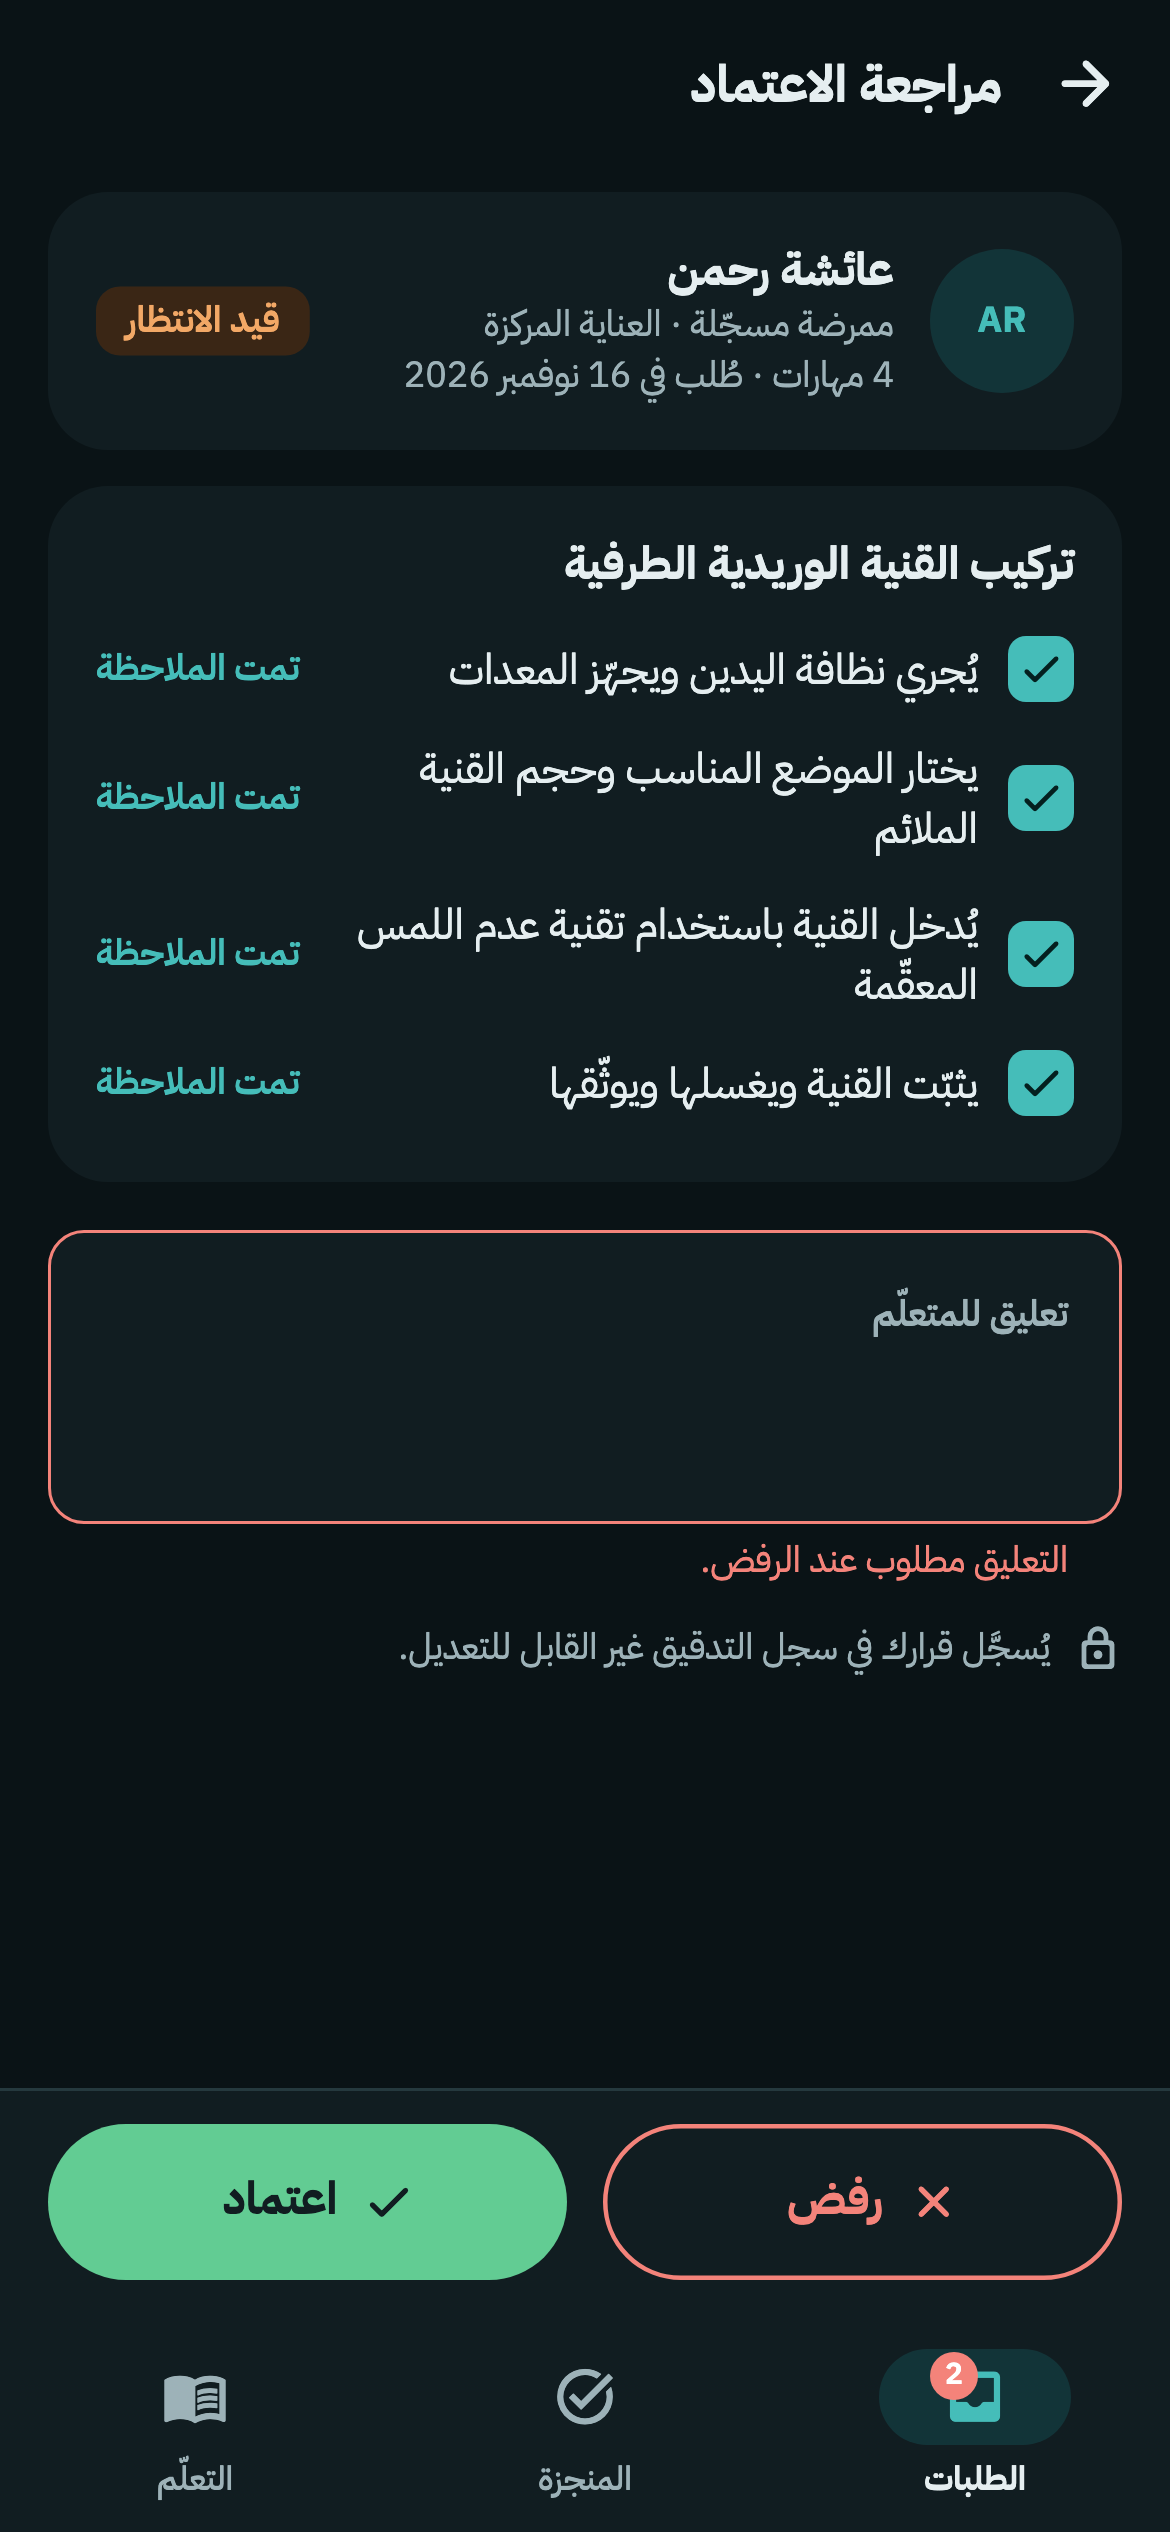 مراجعة الاعتماد
AR
عائشة رحمن
ممرضة مسجّلة · العناية المركزة
4 مهارات · طُلب في 16 نوفمبر 2026
قيد الانتظار
تركيب القنية الوريدية الطرفية
يُجري نظافة اليدين ويجهّز المعدات
تمت الملاحظة
يختار الموضع المناسب وحجم القنية
الملائم
تمت الملاحظة
يُدخل القنية باستخدام تقنية عدم اللمس
المعقّمة
تمت الملاحظة
يثبّت القنية ويغسلها ويوثّقها
تمت الملاحظة
تعليق للمتعلّم
التعليق مطلوب عند الرفض.
يُسجَّل قرارك في سجل التدقيق غير القابل للتعديل.
رفض
اعتماد
2
الطلبات
المنجزة
التعلّم